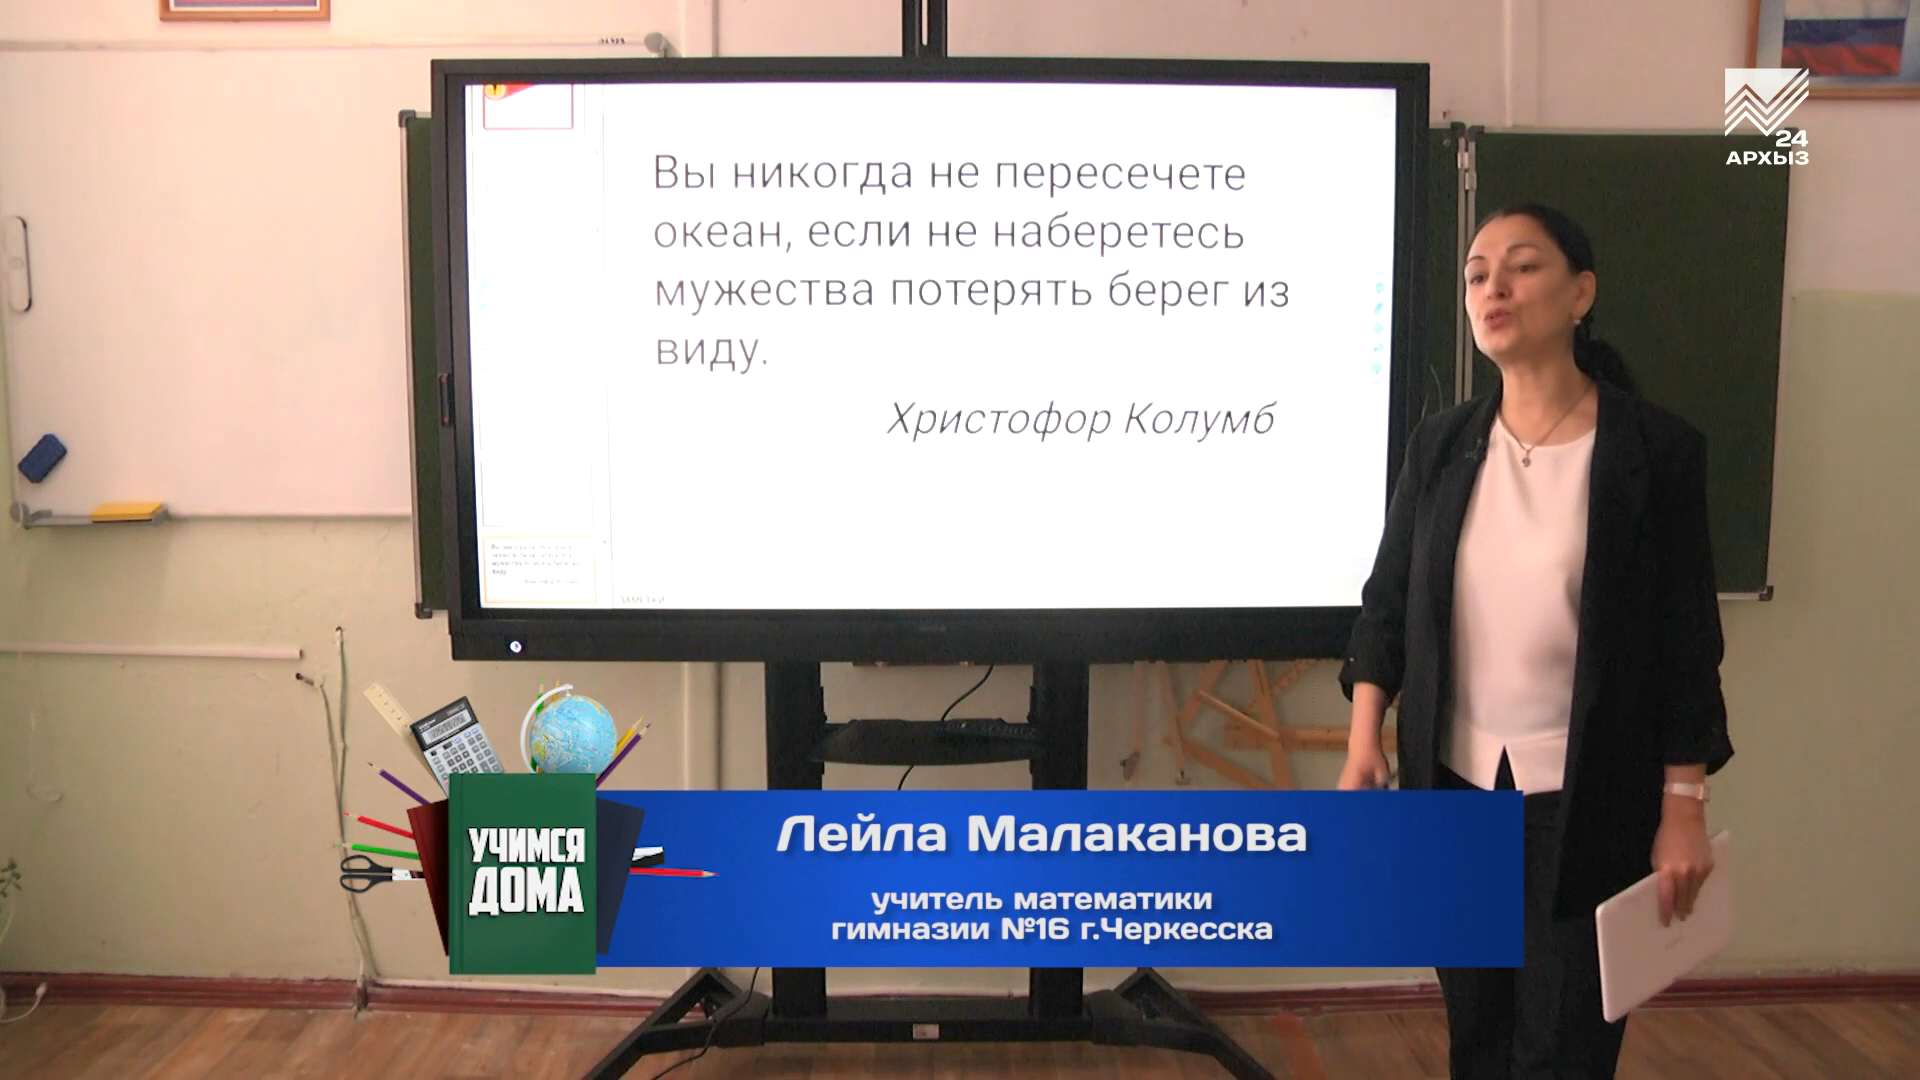 24
АРХЫЗ
Вы никогда не пересечете
океан, если не наберетесь
мужества потерять берег из
виду.
Христофор Колумб
ЗАМЕТКИ
УЧИМСЯ
ДОМА
Лейла Малаканова
учитель математики
гимназии №16 г.Черкесска